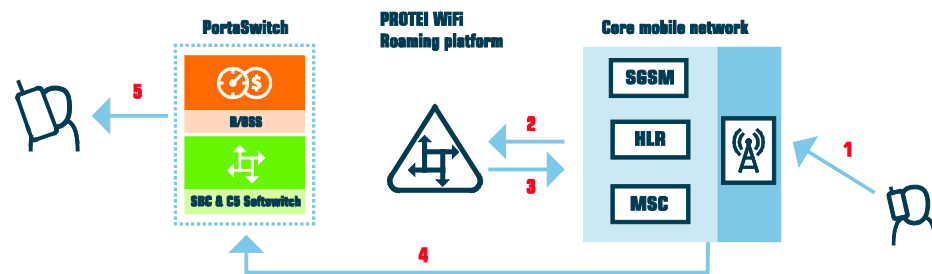 PortaSwitch
PROTEI WiFi
Roaming platform
Core mobile network
$
B/OSS
SBC & C5 Softswitch
SGSM
HLR
MSC
1
2
3
4
5